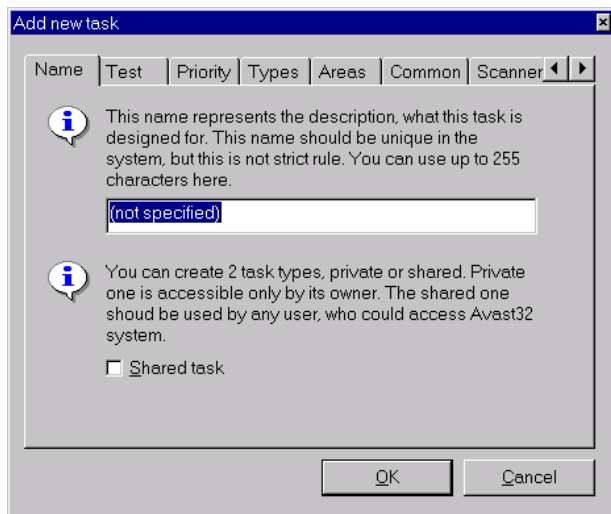 Add new task
Name Test Priority Types Areas Common Scanner
This name represents the description, what this task is
designed for. This name should be unique in the
system, but this is not strict rule. You can use up to 255
characters here.
(not specified)
You can create 2 task types, private or shared. Private
one is accessible only by its owner. The shared one
shoud be used by any user, who could access Avast32
system.
Shared task
OK Cancel